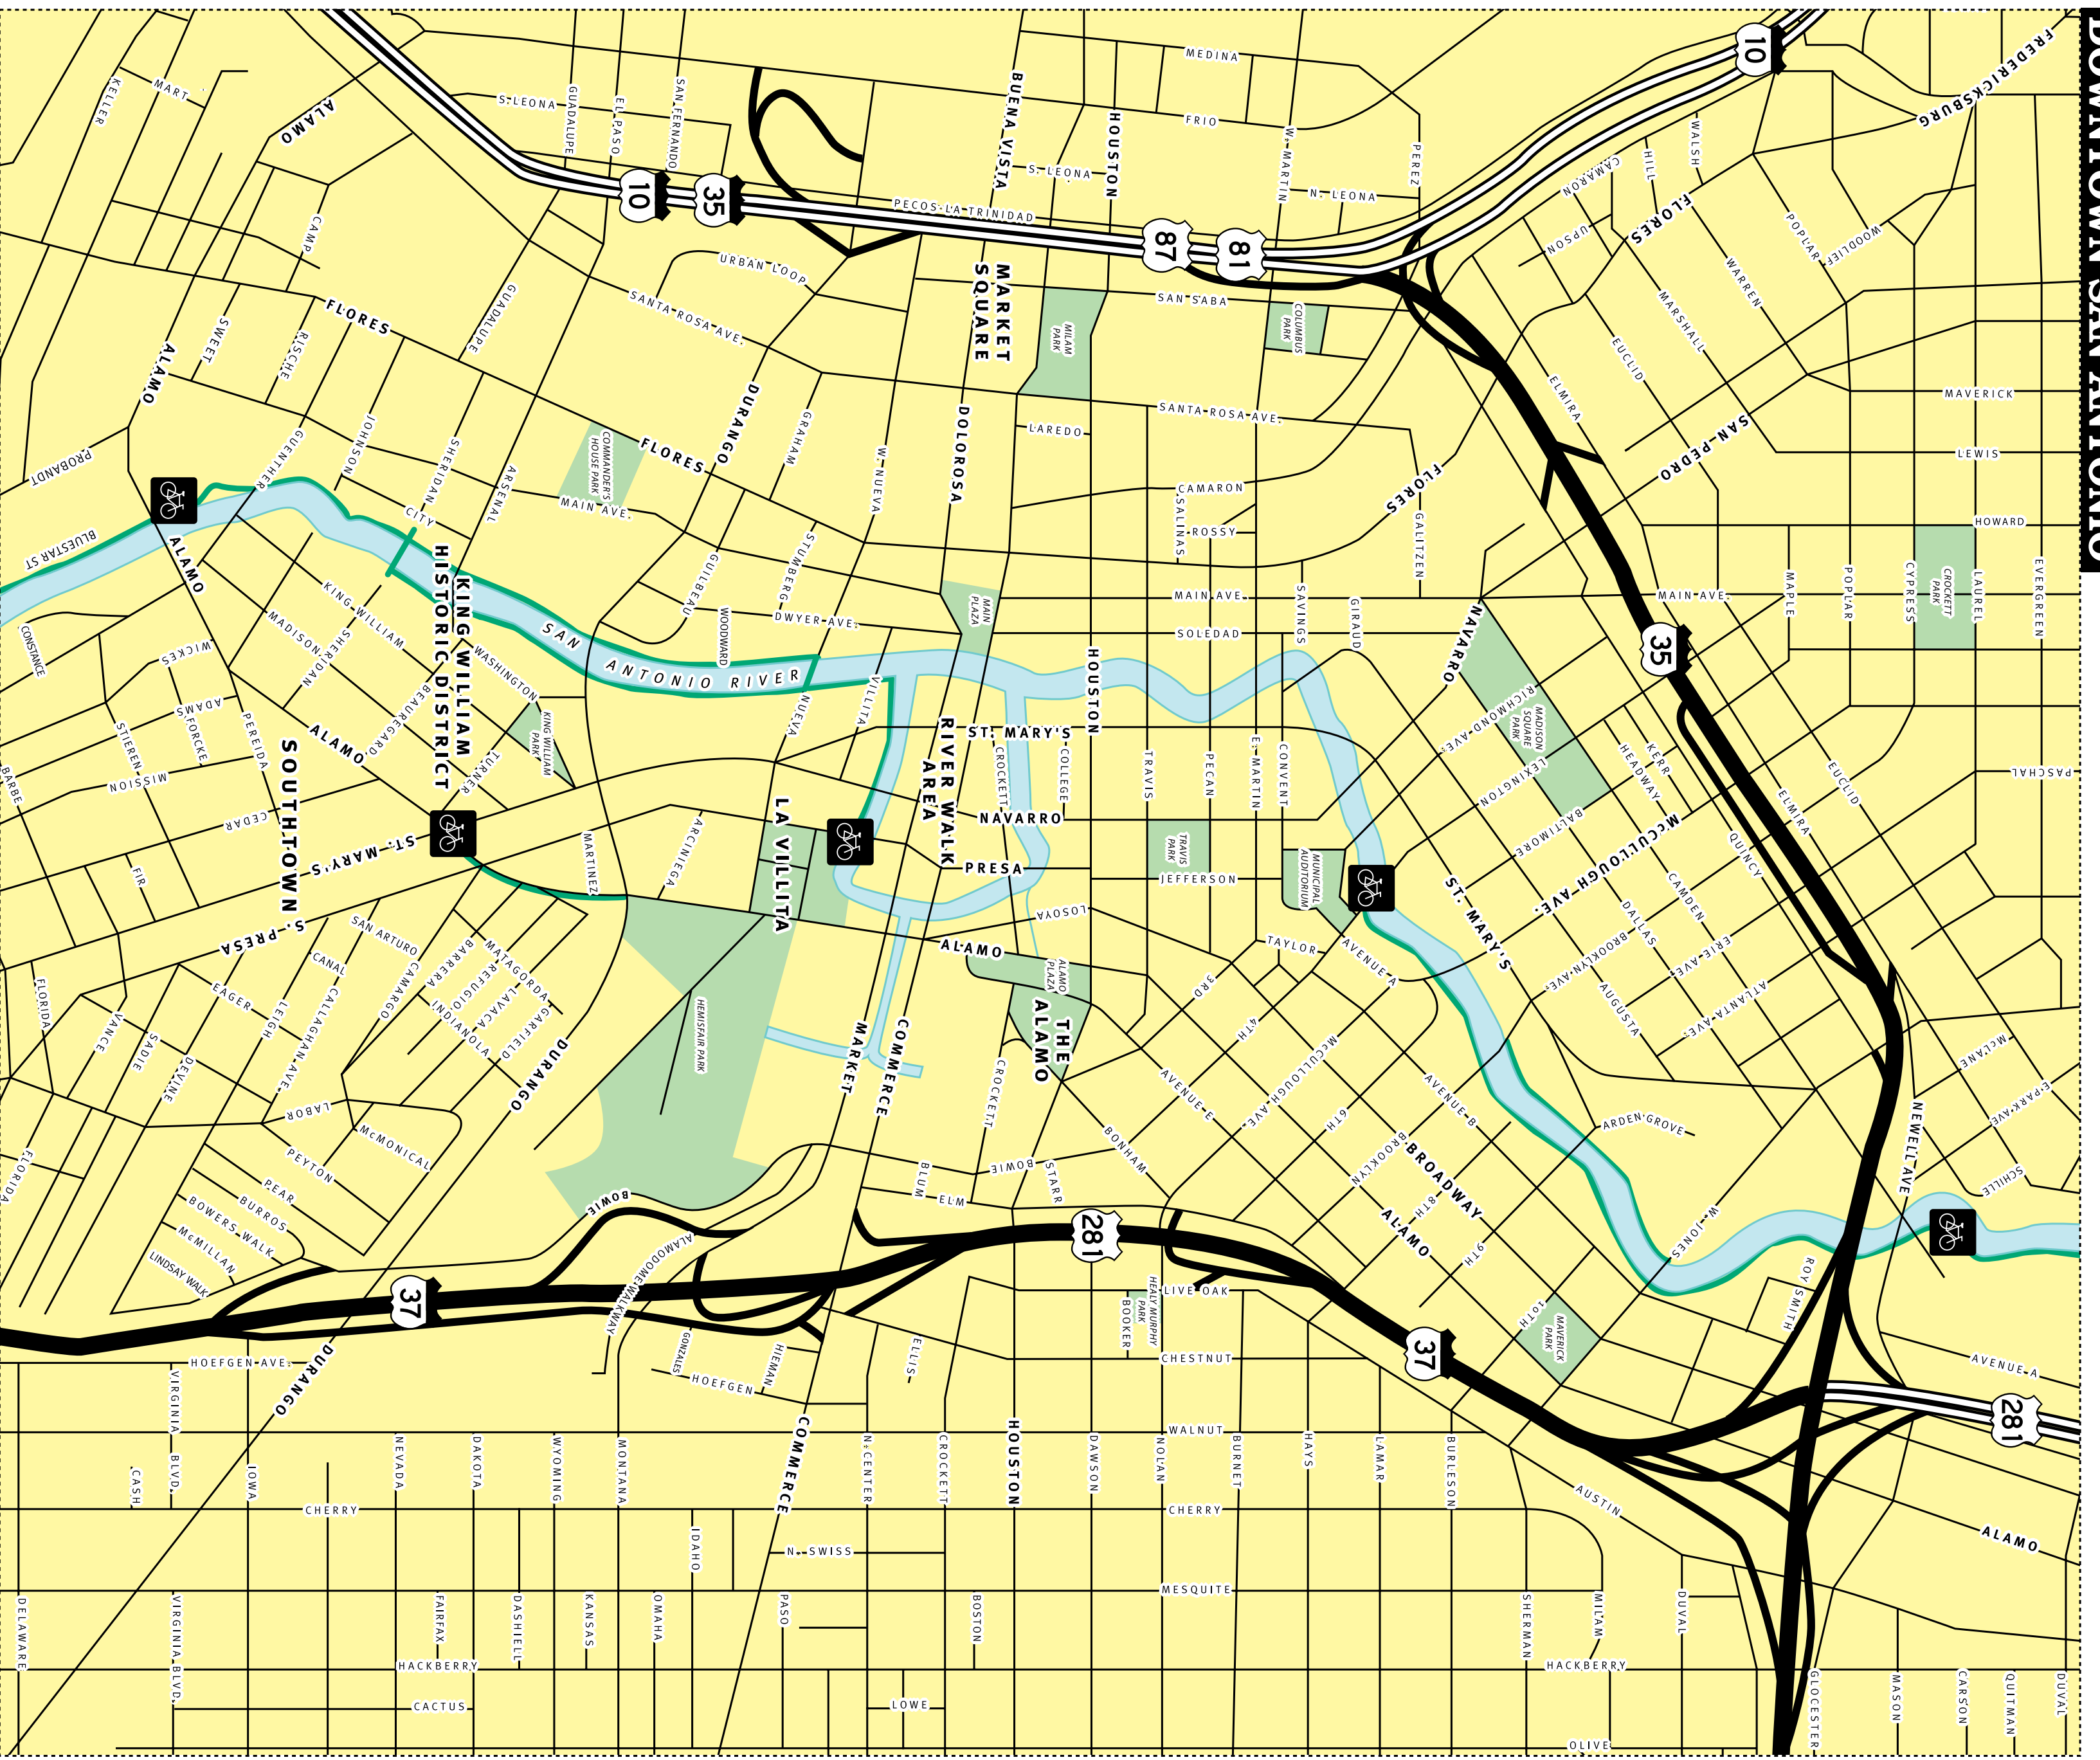 DOWNTOWN SAN ANTONIO
10
FREDERICKSBURG
MEDINA
KELLER
MART
ALAMO
S. LEONA
GUADALUPE
EL PASO
SAN FERNANDO
BUENA VISTA
HOUSTON
FRIO
W. MARTIN
PEREZ
WALSH
HILL
CAMARON
FLORES
S. LEONA
N. LEONA
10
35
PECOS-LA TRINIDAD
87
81
UPSON
POPLAR
WOODLIEF
CAMP
URBAN LOOP
MARKET
SQUARE
SAN SABA
WARREN
MARSHALL
FLORES
GUADALUPE
SANTA ROSA AVE.
MILAM
PARK
COLUMBUS
PARK
EUCLID
SWEET
RISCHE
ALAMO
DURANGO
ELMIRA
MAVERICK
SANTA ROSA AVE.
SAN PEDRO
GUENTHER
JOHNSON
GRAHAM
DOLOROSA
LAREDO
PROBANDT
SHERIDAN
COMMANDER'S
HOUSE PARK
FLORES
W. NUEVA
LEWIS
ARSENAL
MAIN AVE.
CAMARON
FLORES
CITY
SALINAS
ROSSY
GALITZEN
HOWARD
BLUESTAR ST
ALAMO
STUMBERG
GUILBEAU
MAIN
PLAZA
MAIN AVE.
SAVINGS
GIRAUD
MAIN AVE.
MAPLE
POPLAR
CYPRESS
CROCKETT
PARK
LAUREL
EVERGREEN
KING WILLIAM
HISTORIC DISTRICT
KING WILLIAM
MADISON
SHERIDAN
WOODWARD
DWYER AVE.
SOLEDAD
NAVARRO
35
CONSTANCE
WICKES
WASHINGTON
SAN ANTONIO RIVER
HOUSTON
ADAMS
FORCKE
PEREIDA
BEAUREGARD
KING WILLIAM
PARK
NUEVA
VILLITA
RICHMOND AVE.
MADISON
SQUARE
PARK
STIEREN
ALAMO
TURNER
ST. MARY'S
CROCKETT
COLLEGE
TRAVIS
PECAN
E. MARTIN
CONVENT
LEXINGTON
HEADWAY
KERR
EUCLID
PASCHAL
BARBE
MISSION
SOUTHTOWN
RIVER WALK
AREA
ELMIRA
CEDAR
ST. MARY'S
MARTINEZ
ARCINIEGA
LA VILLITA
NAVARRO
BALTIMORE
McCULLOUGH AVE.
QUINCY
FIR
PRESA
TRAVIS
PARK
JEFFERSON
MUNICIPAL
AUDITORIUM
ST. MARY'S
CAMDEN
DALLAS
S. PRESA
SAN ARTURO
LOSOYA
ALAMO
TAYLOR
AVENUE A
BROOKLYN AVE.
ERIE AVE.
FLORIDA
EAGER
CANAL
CAMARGO
BARRERA
MATAGORDA
REFUGIO
LAVACA
INDIANOLA
GARFIELD
ALAMO
PLAZA
THE
ALAMO
3RD
4TH
AUGUSTA
ATLANTA AVE.
VANCE
SADIE
DEVINE
LEIGH
CALLAGHAN AVE.
HEMISFAIR PARK
DURANGO
MARKET
COMMERCE
CROCKETT
AVENUE E
McCULLOUGH AVE.
6TH
AVENUE B
McLANE
E. PARK AVE.
ARDEN GROVE
NEWELL AVE
LABOR
McMONICAL
PEYTON
BONHAM
BROOKLYN
BROADWAY
8TH
9TH
ALAMO
FLORIDA
PEAR
BURROS
BOWERS WALK
McMILLAN
LINDSAY WALK
BOWIE
BLUM
ELM
BOWIE
STARR
281
W. JONES
SCHILLE
ROY SMITH
37
ALAMODOME WALKWAY
LIVE OAK
BOOKER
HEALY MURPHY
PARK
10TH
MAVERICK
PARK
37
HOEFGEN AVE.
DURANGO
GONZALES
HIEMAN
HOEFGEN
ELLIS
CHESTNUT
AVENUE A
281
VIRGINIA BLVD.
CASH
IOWA
NEVADA
DAKOTA
WYOMING
MONTANA
COMMERCE
N. CENTER
CROCKETT
HOUSTON
DAWSON
NOLAN
WALNUT
BURNET
HAYS
LAMAR
BURLESON
AUSTIN
CHERRY
IDAHO
CHERRY
ALAMO
N. SWISS
MESQUITE
DELAWARE
VIRGINIA BLVD.
FAIRFAX
DASHIELL
KANSAS
OMAHA
PASO
BOSTON
SHERMAN
MILAM
DUVAL
HACKBERRY
HACKBERRY
CACTUS
LOWE
GLOCESTER
MASON
CARSON
QUITMAN
DUVAL
OLIVE